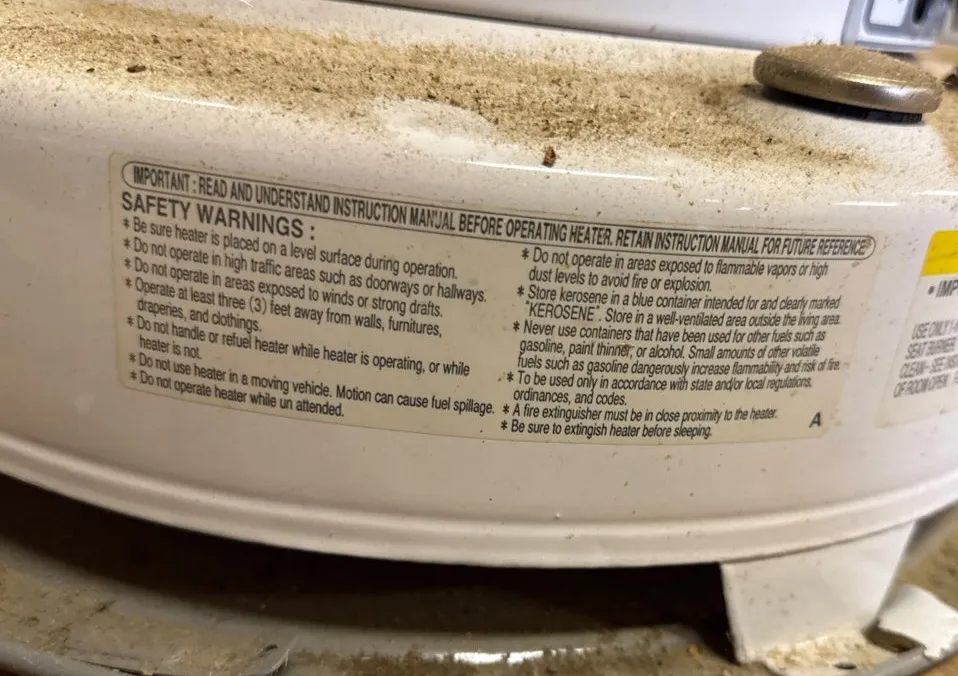 IMPORTANT : READ AND UNDERSTAND INSTRUCTION MANUAL BEFORE OPERATING HEATER. RETAIN INSTRUCTION MANUAL FOR FUTURE REFERENCE
SAFETY WARNINGS :
* Be sure heater is placed on a level surface during operation.
* Do not operate in high traffic areas such as doorways or hallways.
* Do not operate in areas exposed to winds or strong drafts.
* Operate at least three (3) feet away from walls, furnitures,
draperies, and clothings.
* Do not handle or refuel heater while heater is operating, or while
heater is hot.
* Do not use heater in a moving vehicle. Motion can cause fuel spillage.
* Do not operate heater while un attended.
* Do not operate in areas exposed to flammable vapors or high
dust levels to avoid fire or explosion.
* Store kerosene in a blue container intended for and clearly marked
"KEROSENE". Store in a well-ventilated area outside the living area.
* Never use containers that have been used for other fuels such as
gasoline, paint thinner, or alcohol. Small amounts of other volatile
fuels such as gasoline dangerously increase flammability and risk of fire.
* To be used only in accordance with state and/or local regulations,
ordinances, and codes.
* A fire extinguisher must be in close proximity to the heater.
* Be sure to extingish heater before sleeping.
A
• IMP
USE ONLY 1-K
SEAT BURNER
CLEAN - SEE
OF ROOM OPEN